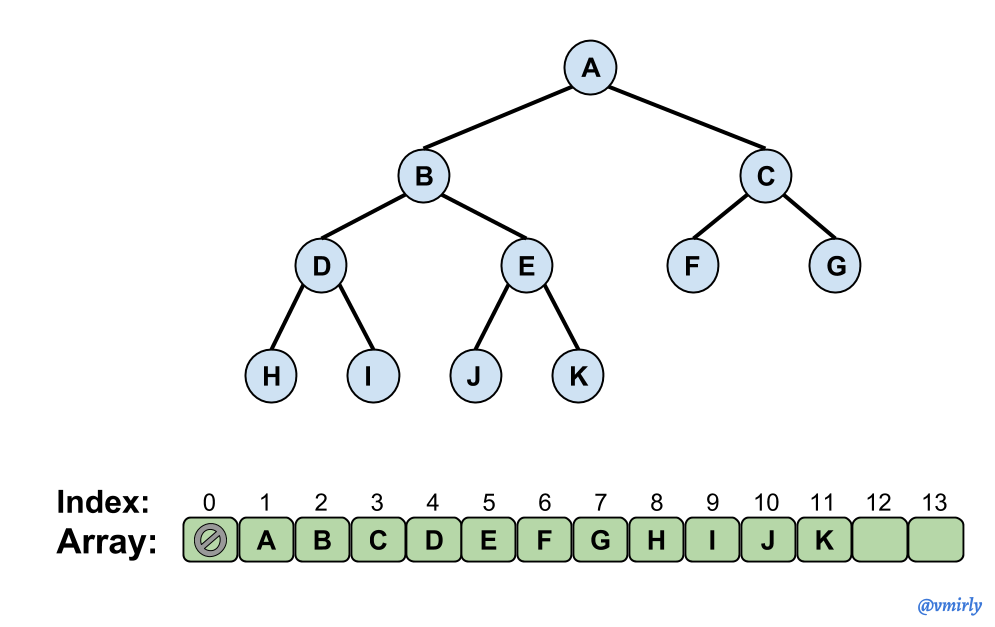 A
B C
D E F G
H I J K
Index: 0 1 2 3 4 5 6 7 8 9 10 11 12 13
Array: A B C D E F G H I J K
@vmirly